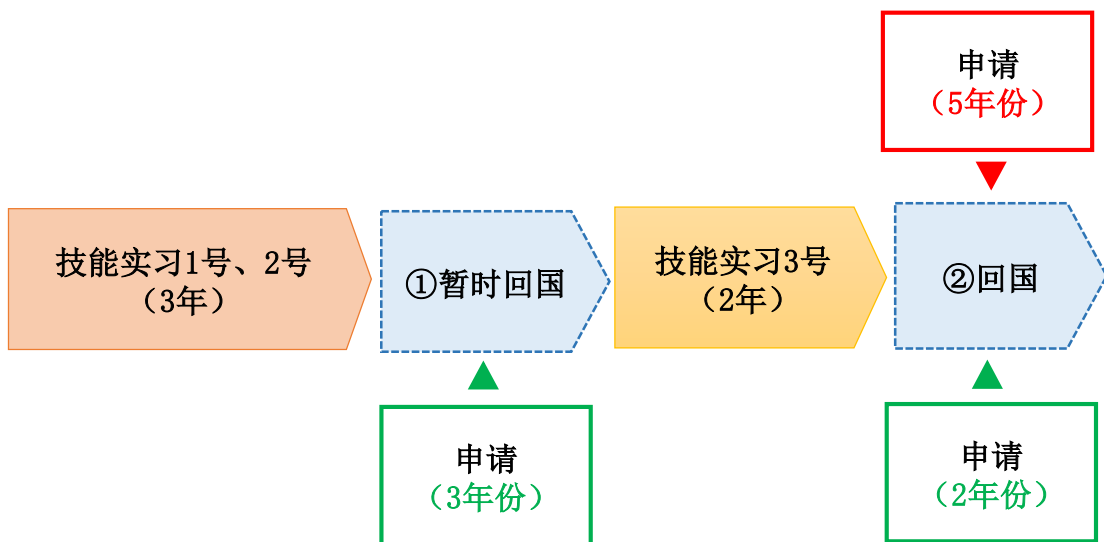 申请
（5年份）
技能实习1号、2号
（3年）
①暂时回国
技能实习3号
（2年）
②回国
申请
（3年份）
申请
（2年份）